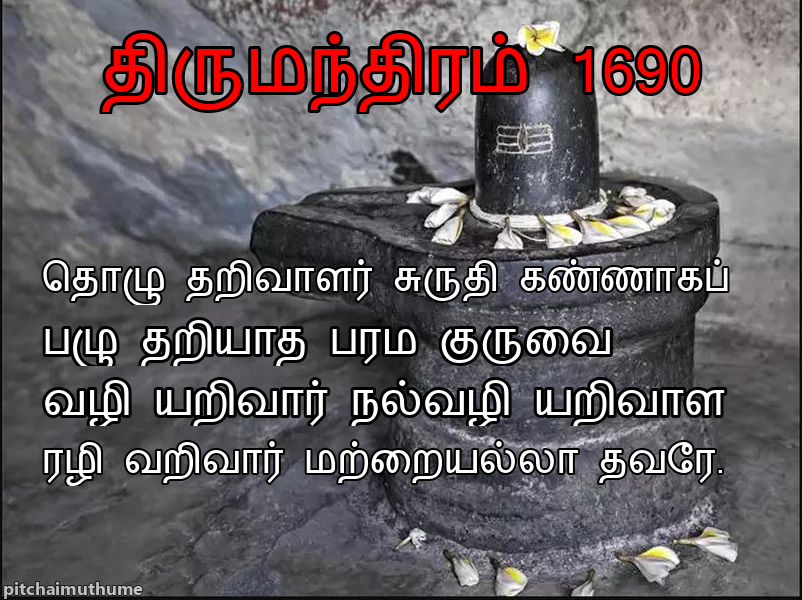 திருமந்திரம் 1690
தொழு தறிவாளர் சுருதி கண்ணாகப்
பழு தறியாத பரம குருவை
வழி யறிவார் நல்வழி யறிவாள
ரழி வறிவார் மற்றையல்லா தவரே.
pitchaimuthume